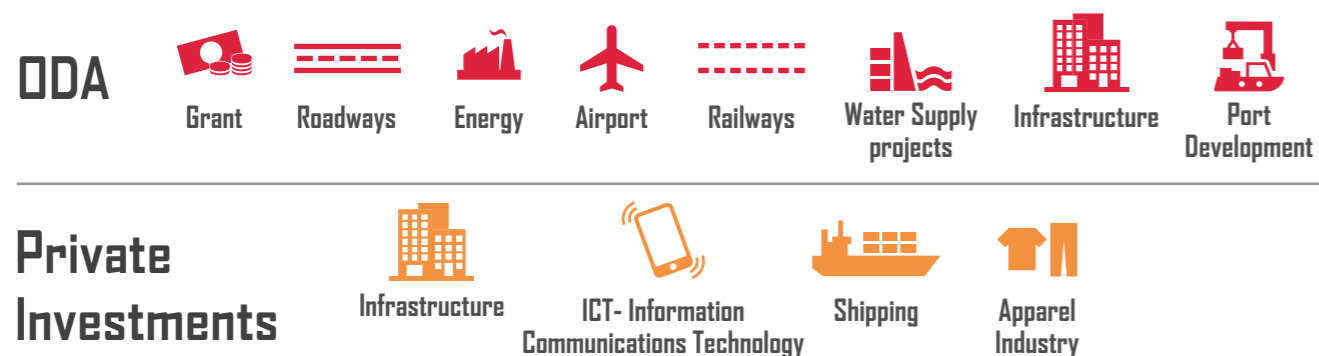 ODA
Grant
Roadways
Energy
Airport
Railways
Water Supply
projects
Infrastructure
Port
Development
Private
Investments
Infrastructure
ICT- Information
Communications Technology
Shipping
Apparel
Industry